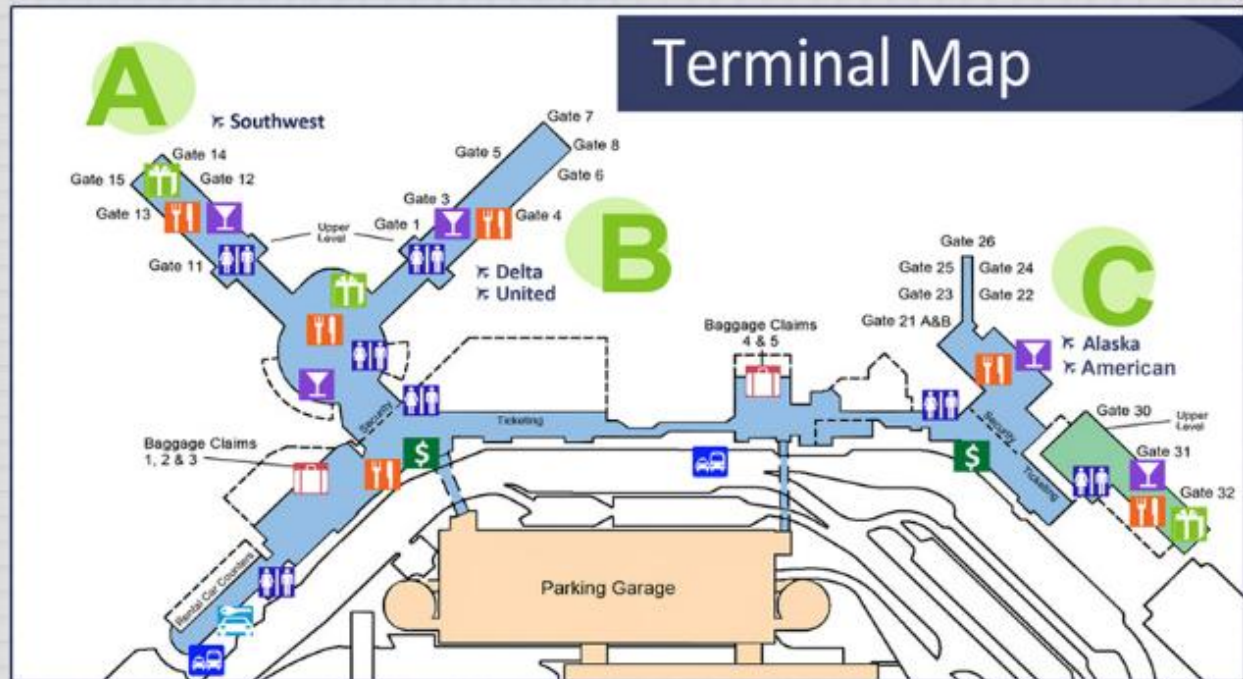 Terminal Map
A
Southwest
Gate 14
Gate 15
Gate 12
Gate 13
Gate 11
Upper
Level
Gate 7
Gate 5
Gate 8
Gate 6
Gate 3
Gate 4
Gate 1
B
Delta
United
Gate 26
Gate 25
Gate 24
Gate 23
Gate 22
Gate 21 A&B
C
Alaska
American
Baggage Claims
4 & 5
Security
Ticketing
Baggage Claims
1, 2 & 3
$
Security
$
Ticketing
Gate 30
Upper
Level
Gate 31
Gate 32
Rental Car Counters
Parking Garage